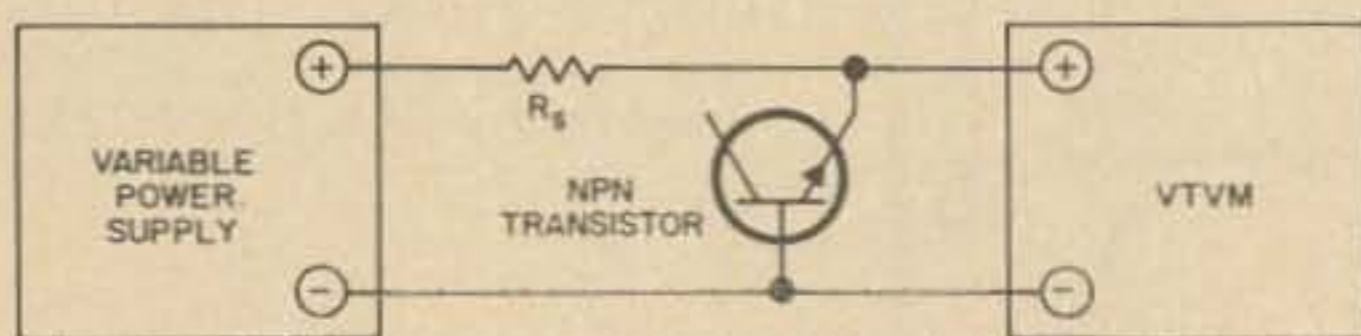 VARIABLE
POWER
SUPPLY
+
−
Rs
NPN
TRANSISTOR
VTVM
+
−